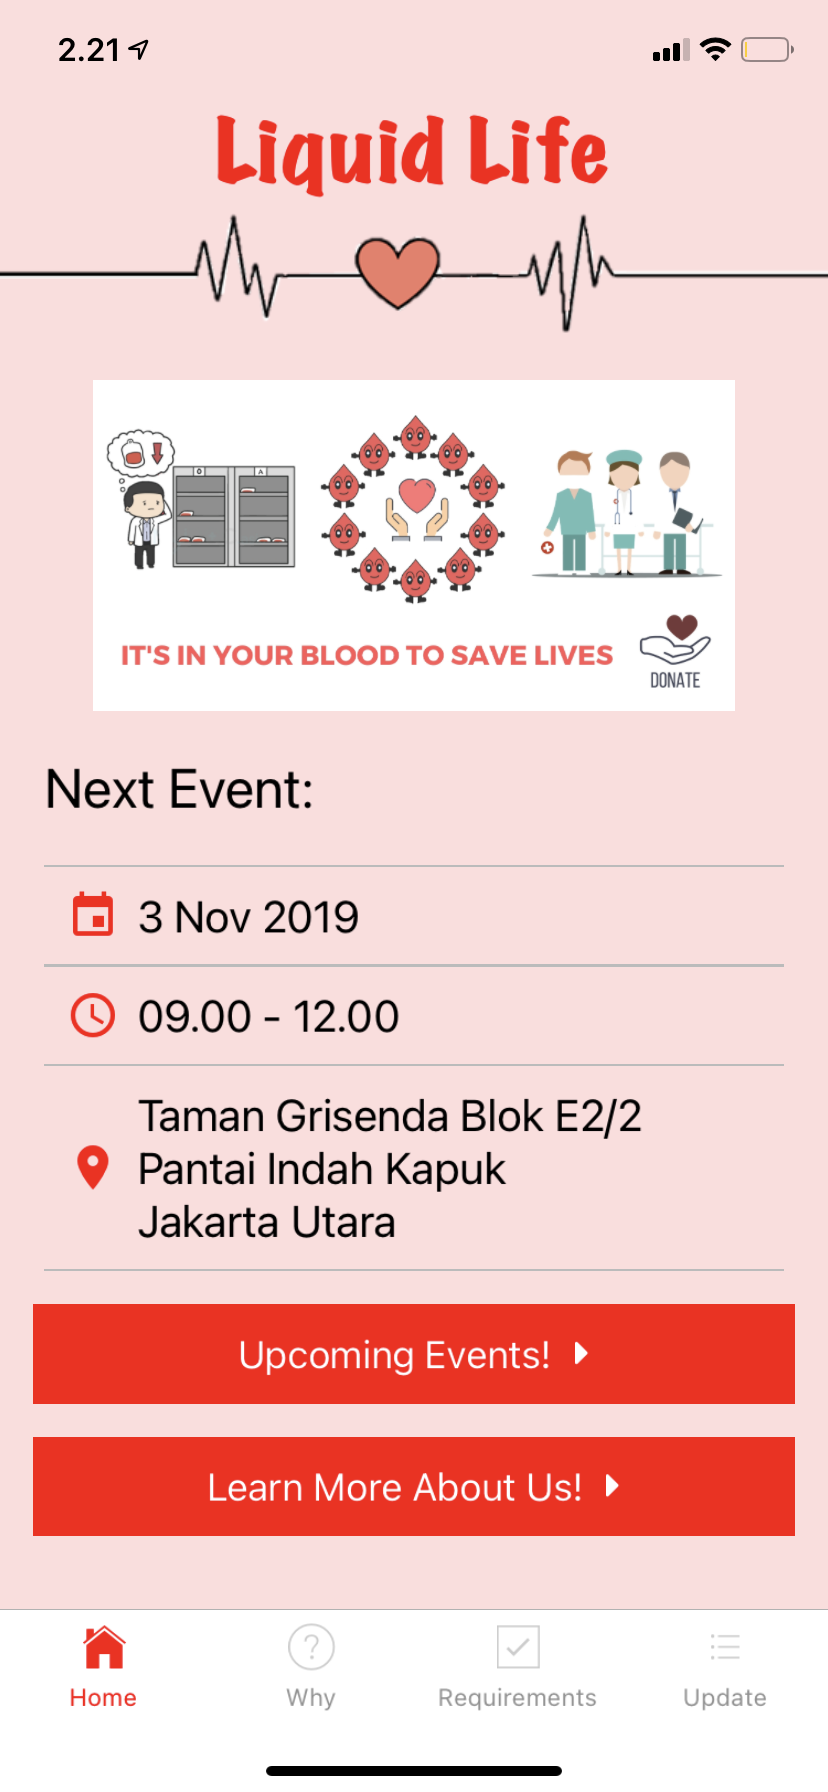 2.21
Liquid Life
O A
IT'S IN YOUR BLOOD TO SAVE LIVES
DONATE
Next Event:
3 Nov 2019
09.00 - 12.00
Taman Grisenda Blok E2/2
Pantai Indah Kapuk
Jakarta Utara
Upcoming Events!
Learn More About Us!
Home
Why
Requirements
Update